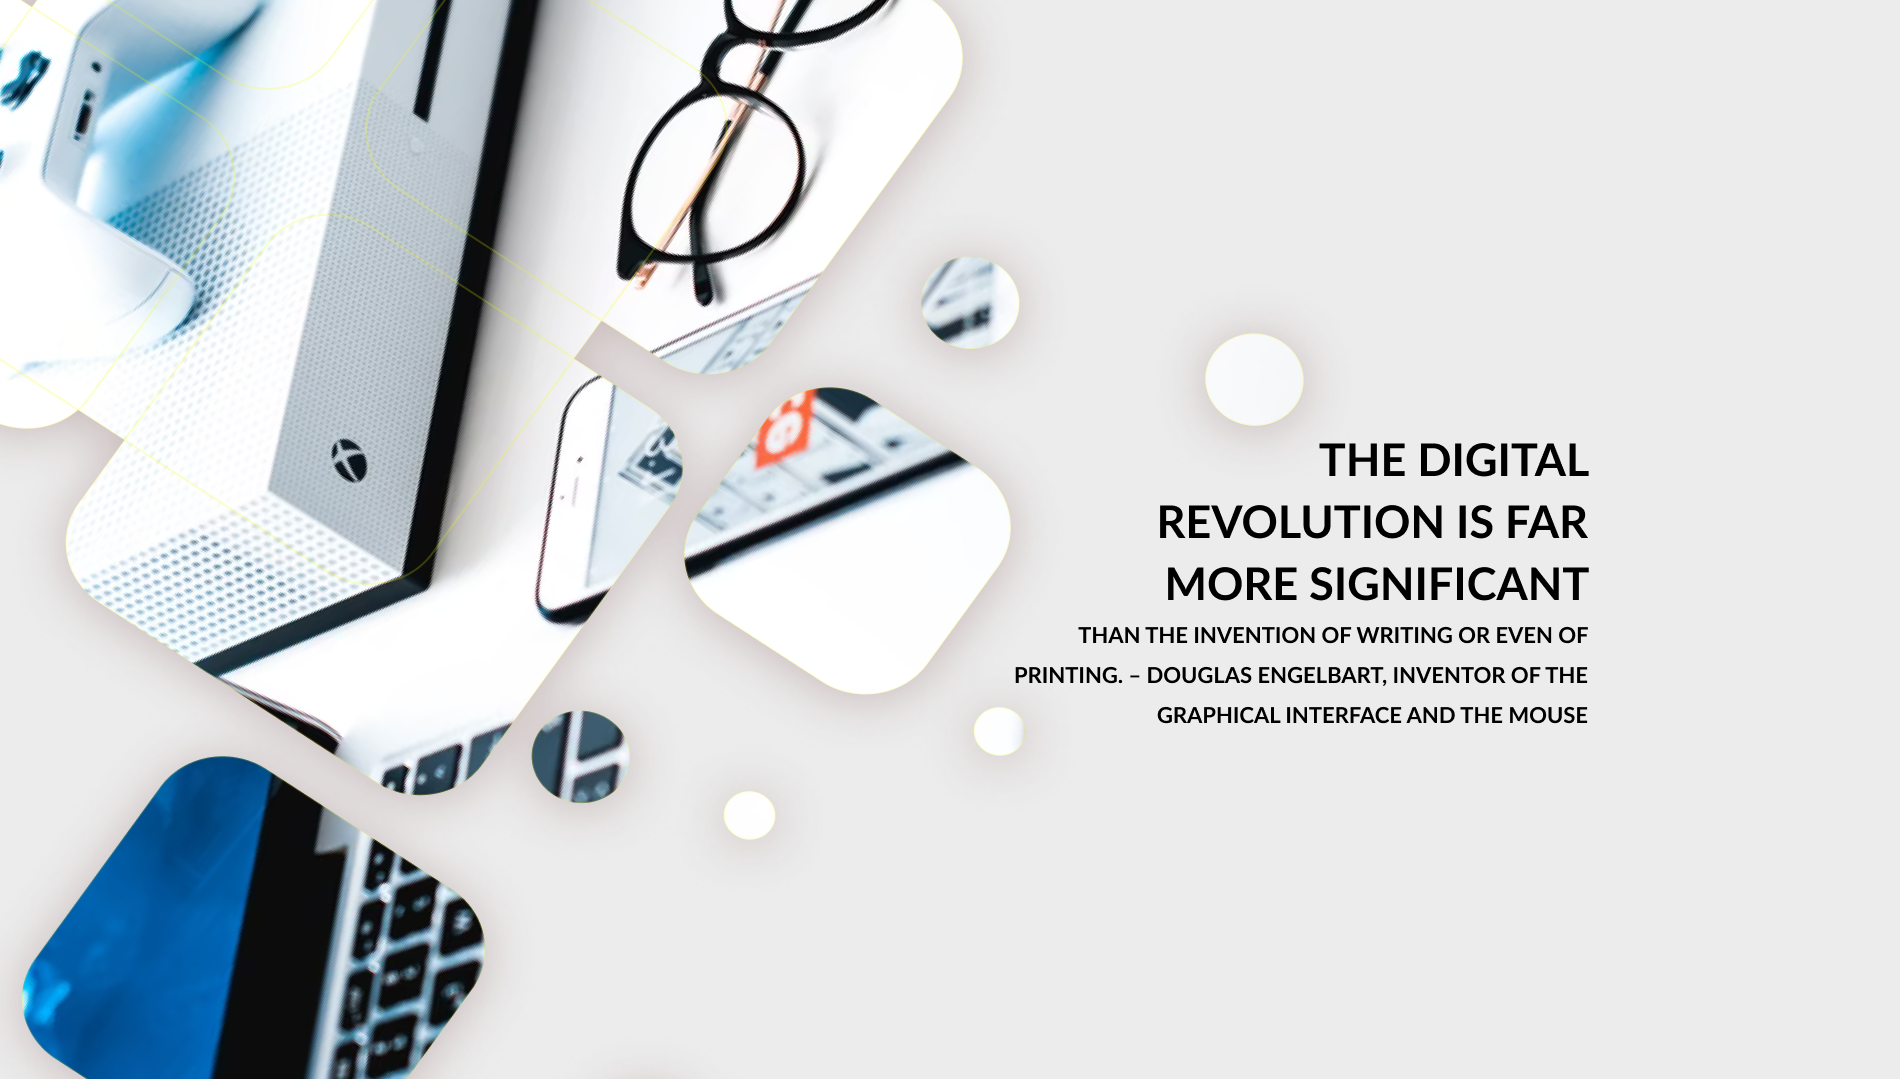 THE DIGITAL
REVOLUTION IS FAR
MORE SIGNIFICANT
THAN THE INVENTION OF WRITING OR EVEN OF
PRINTING. – DOUGLAS ENGELBART, INVENTOR OF THE
GRAPHICAL INTERFACE AND THE MOUSE